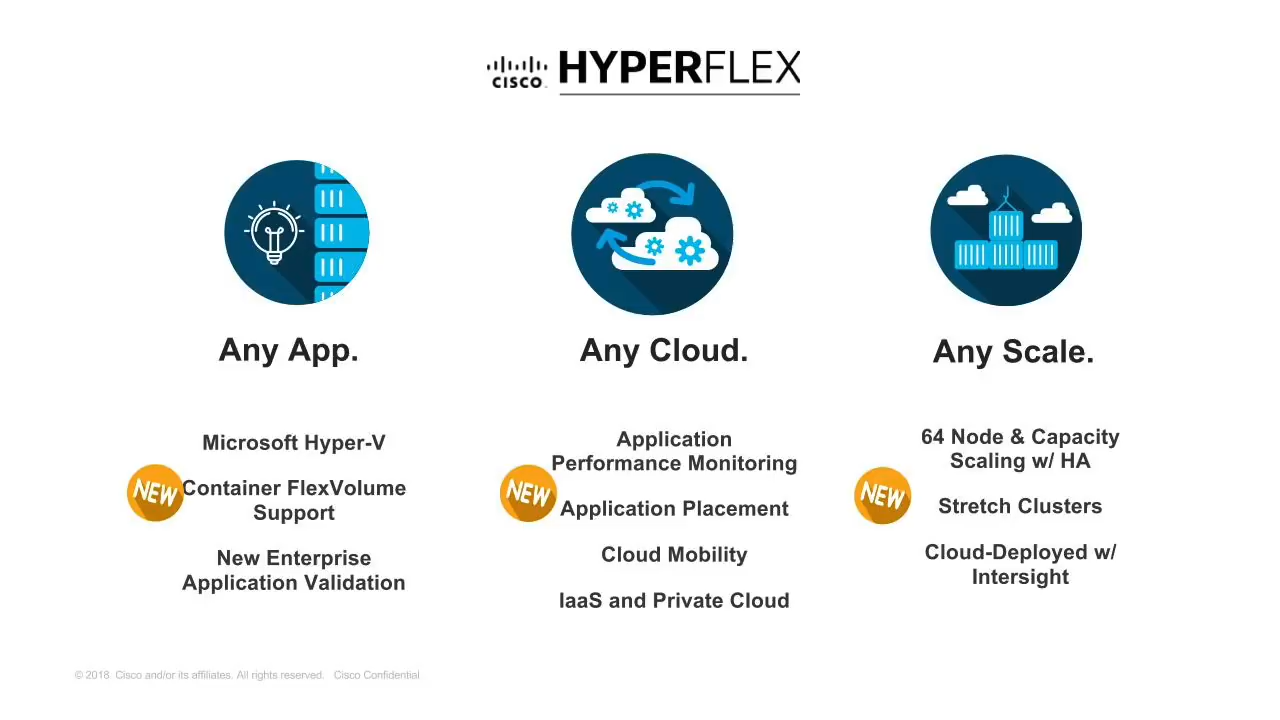 CISCO HYPERFLEX
Any App.
Microsoft Hyper-V
NEW
Container FlexVolume
Support
New Enterprise
Application Validation
Any Cloud.
Application
Performance Monitoring
NEW
Application Placement
Cloud Mobility
IaaS and Private Cloud
Any Scale.
64 Node & Capacity
Scaling w/ HA
NEW
Stretch Clusters
Cloud-Deployed w/
Intersight
© 2018 Cisco and/or its affiliates. All rights reserved. Cisco Confidential